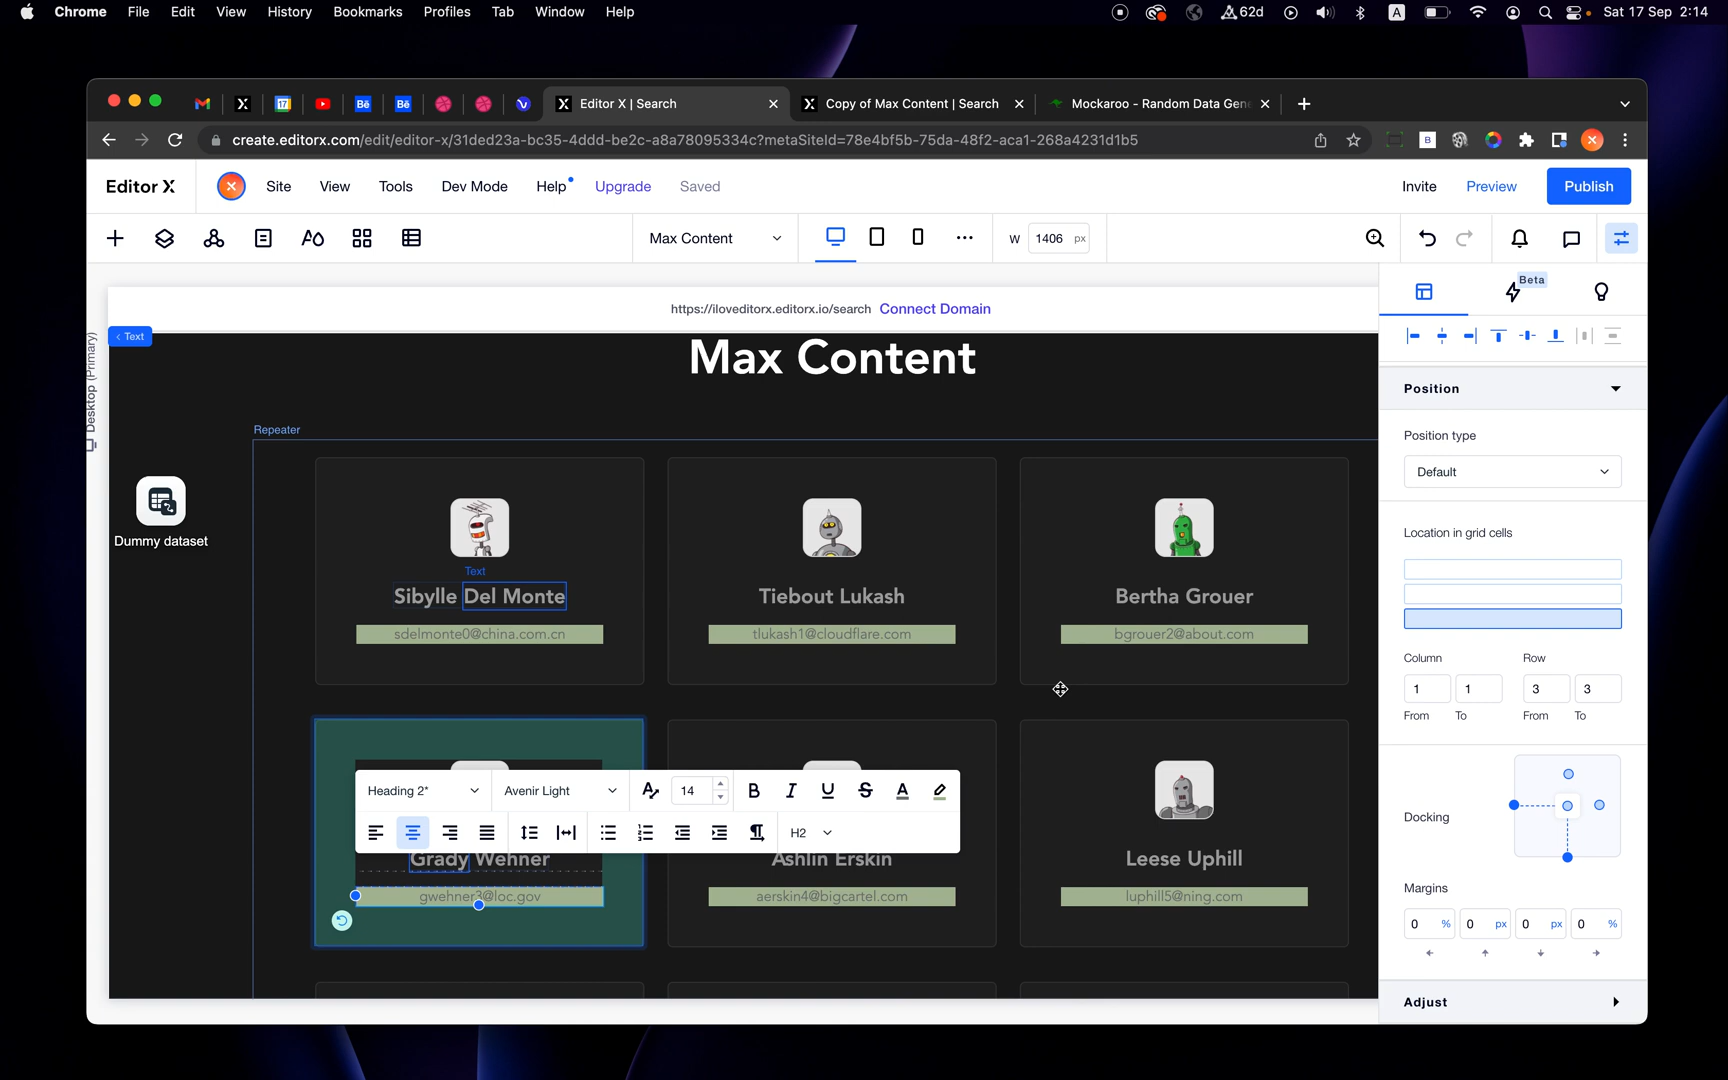 Chrome File Edit View History Bookmarks Profiles Tab Window Help 62d A Sat 17 Sep 2:14
17 Bē Bē Editor X | Search Copy of Max Content | Search Mockaroo - Random Data Gene
create.editorx.com/edit/editor-x/31ded23a-bc35-4ddd-be2c-a8a78095334c?metaSiteId=78e4bf5b-75da-48f2-aca1-268a4231d1b5
Editor X Site View Tools Dev Mode Help Upgrade Saved Invite Preview Publish
Max Content W 1406 px
Beta
https://iloveditorx.editorx.io/search Connect Domain
< Text
Desktop (Primary)
Max Content
Repeater
Dummy dataset
Text
Sibylle Del Monte
sdelmonte0@china.com.cn
Tiebout Lukash
tlukash1@cloudflare.com
Bertha Grouer
bgrouer2@about.com
Heading 2* Avenir Light 14 B I U S A
H2
Grady Wehner
gwehner3@loc.gov
Ashlin Erskin
aerskin4@bigcartel.com
Leese Uphill
luphill5@ning.com
Position
Position type
Default
Location in grid cells
Column Row
1 1 3 3
From To From To
Docking
Margins
0 % 0 px 0 px 0 %
Adjust